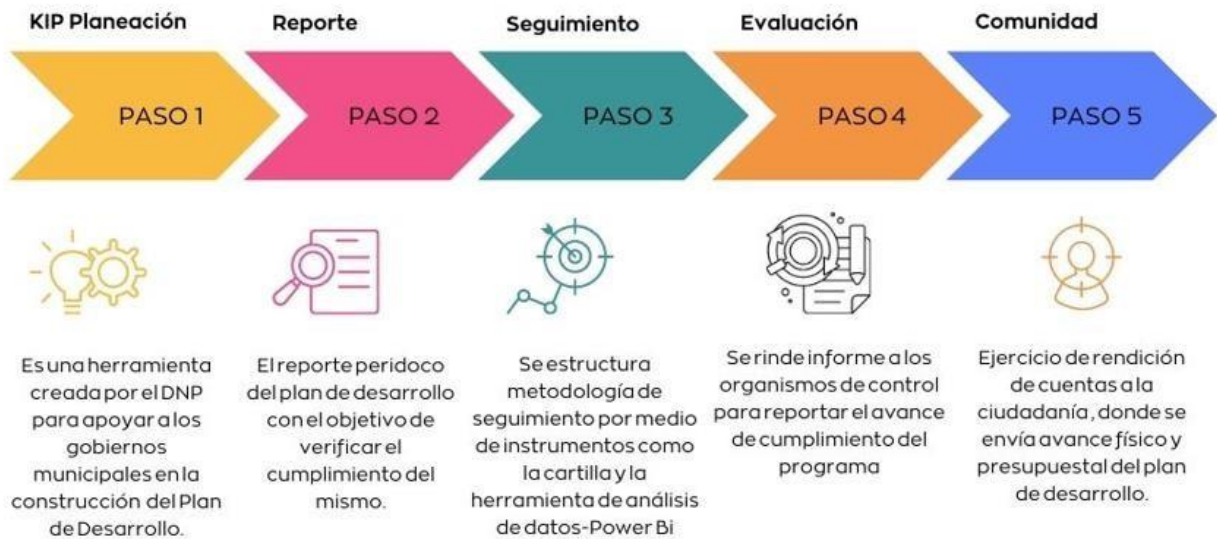 KIP Planeación
Reporte
Seguimiento
Evaluación
Comunidad
PASO 1
PASO 2
PASO 3
PASO 4
PASO 5
Es una herramienta
creada por el DNP
para apoyar a los
gobiernos
municipales en la
construcción del Plan
de Desarrollo.
El reporte peridoco
del plan de desarrollo
con el objetivo de
verificar el
cumplimiento del
mismo.
Se estructura
metodología de
seguimiento por medio
de instrumentos como
la cartilla y la
herramienta de análisis
de datos-Power Bi
Se rinde informe a los
organismos de control
para reportar el avance
de cumplimiento del
programa
Ejercicio de rendición
de cuentas a la
ciudadanía, donde se
envía avance físico y
presupuestal del plan
de desarrollo.